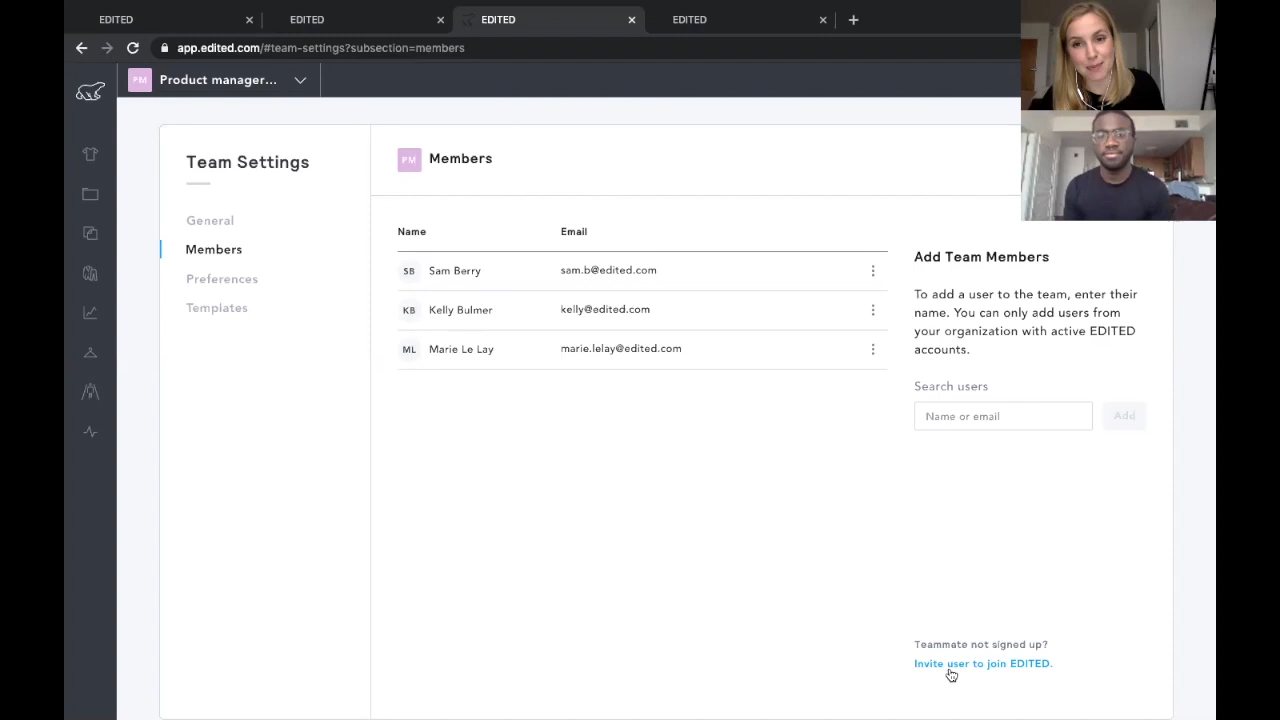 EDITED
EDITED
EDITED
EDITED
app.edited.com/#team-settings?subsection=members
PM Product manager...
Team Settings
General
Members
Preferences
Templates
PM Members
Name Email
SB Sam Berry sam.b@edited.com
KB Kelly Bulmer kelly@edited.com
ML Marie Le Lay marie.lelay@edited.com
Add Team Members
To add a user to the team, enter their
name. You can only add users from
your organization with active EDITED
accounts.
Search users
Name or email Add
Teammate not signed up?
Invite user to join EDITED.